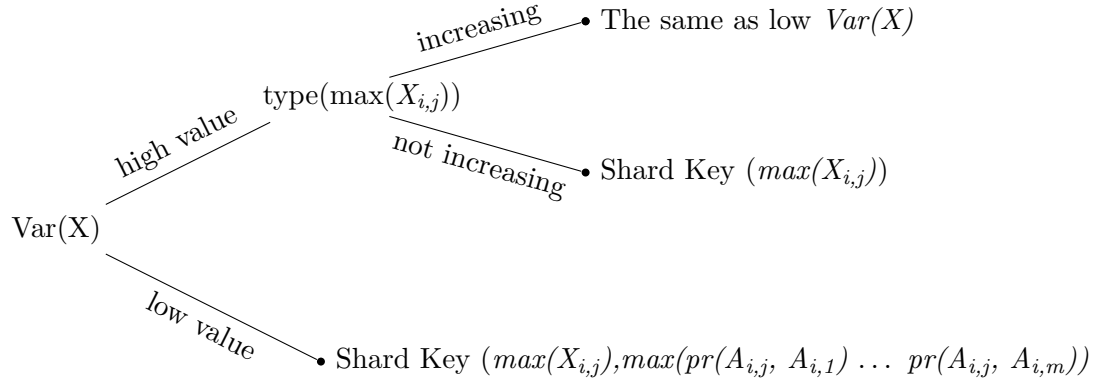 increasing
The same as low Var(X)
type(max(X_{i,j}))
high value
not increasing
Shard Key (max(X_{i,j}))
Var(X)
low value
Shard Key (max(X_{i,j}),max(pr(A_{i,j}, A_{i,1}) … pr(A_{i,j}, A_{i,m}))